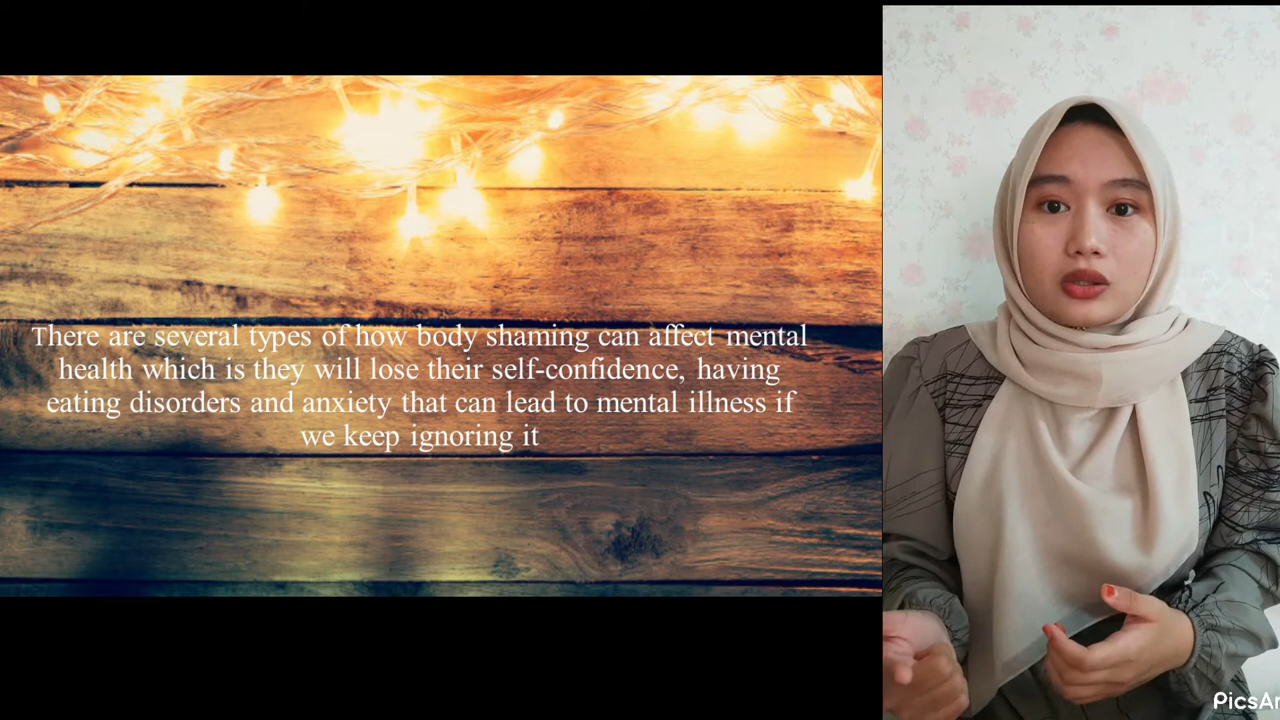 There are several types of how body shaming can affect mental
health which is they will lose their self-confidence, having
eating disorders and anxiety that can lead to mental illness if
we keep ignoring it
PicsAr